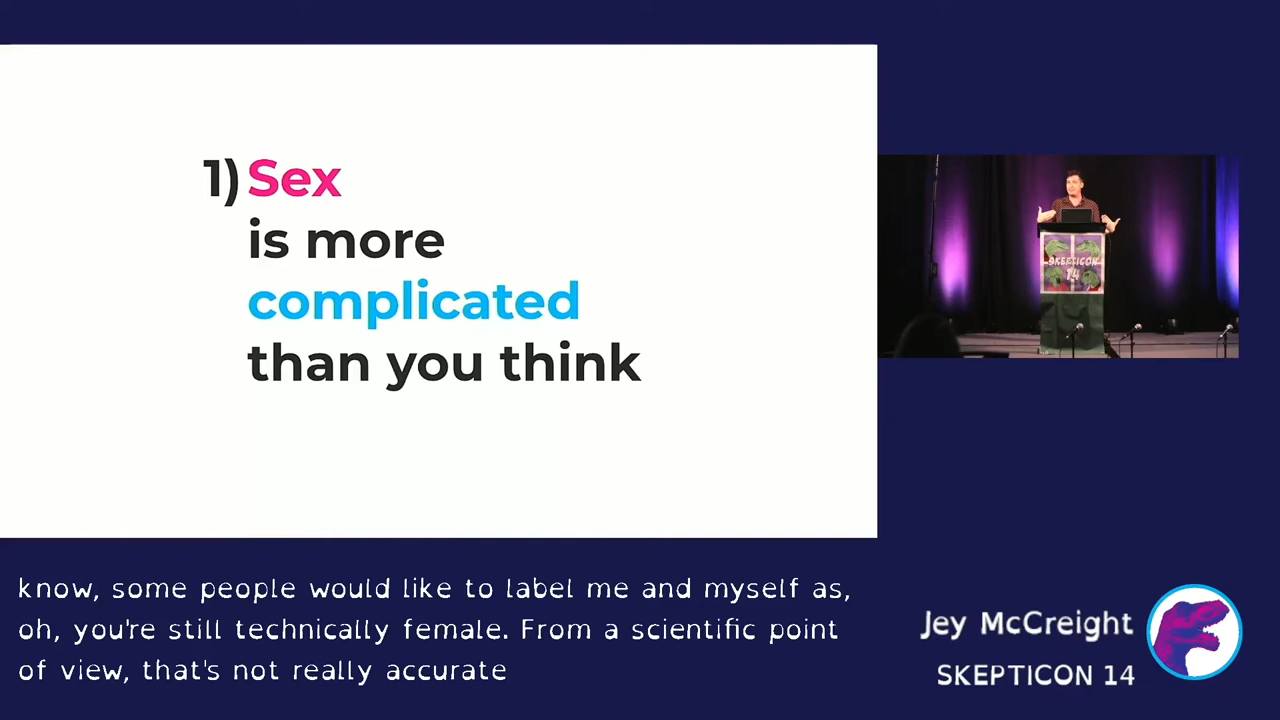 1) Sex
is more
complicated
than you think
SKEPTICON
14
know, some people would like to label me and myself as,
oh, you're still technically female. From a scientific point
of view, that's not really accurate
Jey McCreight
SKEPTICON 14